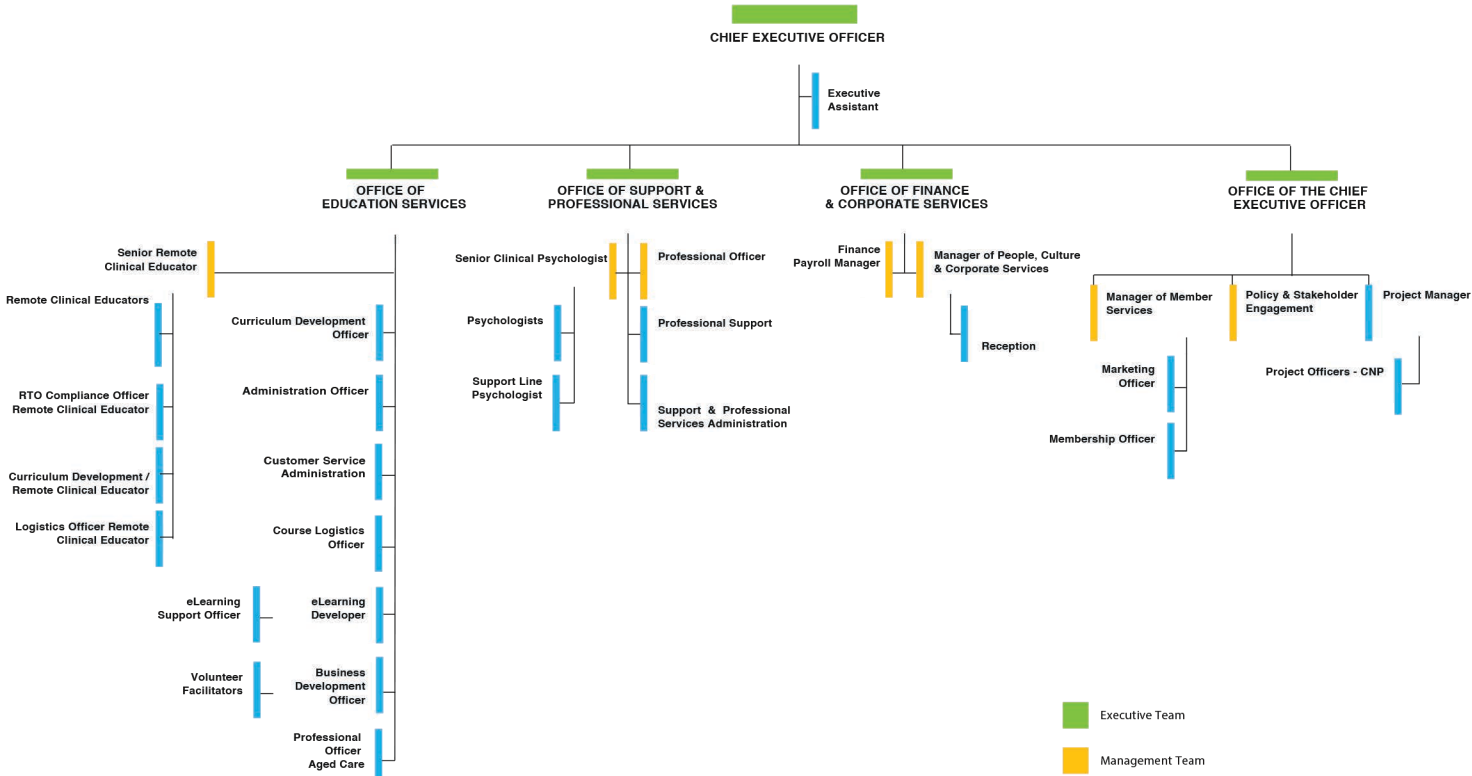 CHIEF EXECUTIVE OFFICER
Executive
Assistant
OFFICE OF
EDUCATION SERVICES
OFFICE OF SUPPORT &
PROFESSIONAL SERVICES
OFFICE OF FINANCE
& CORPORATE SERVICES
OFFICE OF THE CHIEF
EXECUTIVE OFFICER
Senior Remote
Clinical Educator
Remote Clinical Educators
RTO Compliance Officer
Remote Clinical Educator
Curriculum Development /
Remote Clinical Educator
Logistics Officer Remote
Clinical Educator
Curriculum Development
Officer
Administration Officer
Customer Service
Administration
Course Logistics
Officer
eLearning
Support Officer
eLearning
Developer
Volunteer
Facilitators
Business
Development
Officer
Professional
Officer
Aged Care
Senior Clinical Psychologist
Psychologists
Support Line
Psychologist
Professional Officer
Professional Support
Support & Professional
Services Administration
Finance
Payroll Manager
Manager of People, Culture
& Corporate Services
Reception
Manager of Member
Services
Marketing
Officer
Membership Officer
Policy & Stakeholder
Engagement
Project Manager
Project Officers - CNP
Executive Team
Management Team